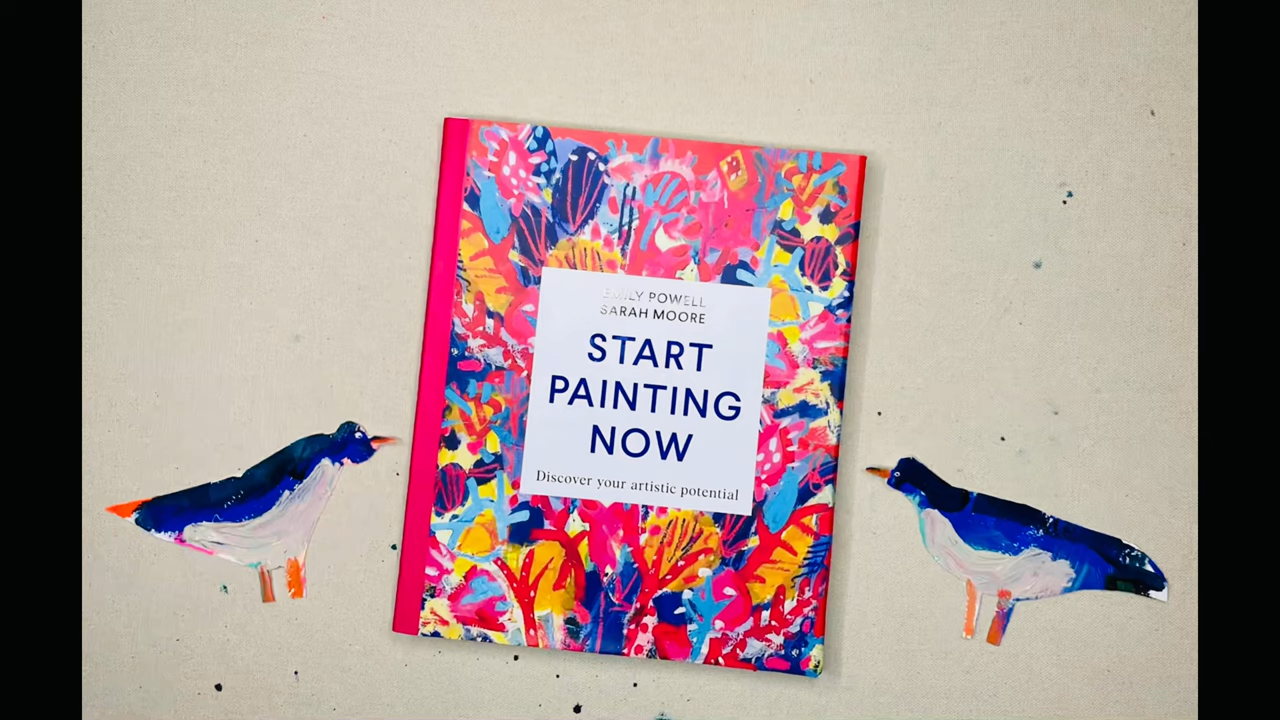 EMILY POWELL
SARAH MOORE
START
PAINTING
NOW
Discover your artistic potential